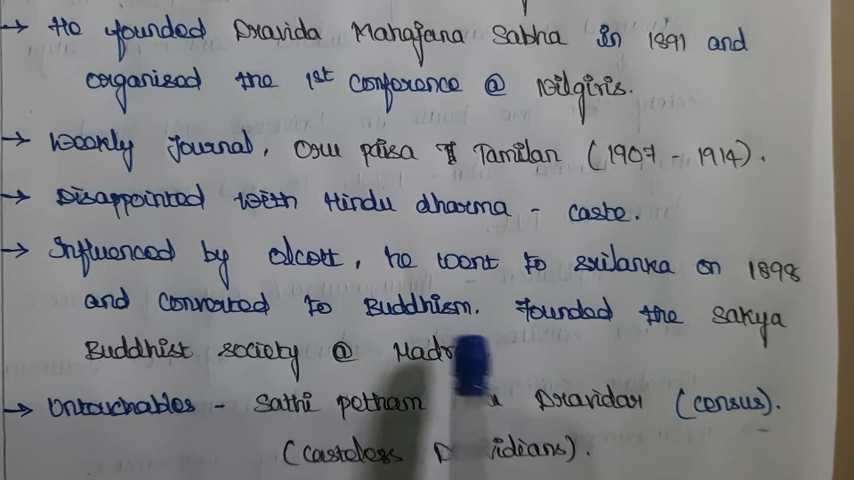 → He founded Dravida Mahajana Sabha in 1891 and
organised the 1st Conference @ Nilgiris.
→ Weekly Journal, Oru paisa Tamilan (1907 - 1914).
→ Disappointed with Hindu dharma - caste.
→ Influenced by olcott, he went to srilanka on 1898
and converted to Buddhism. Founded the Sakya
Buddhist society @ Madr
→ Untouchables - Sathi petham Dravidar (census).
(Casteless D idians).